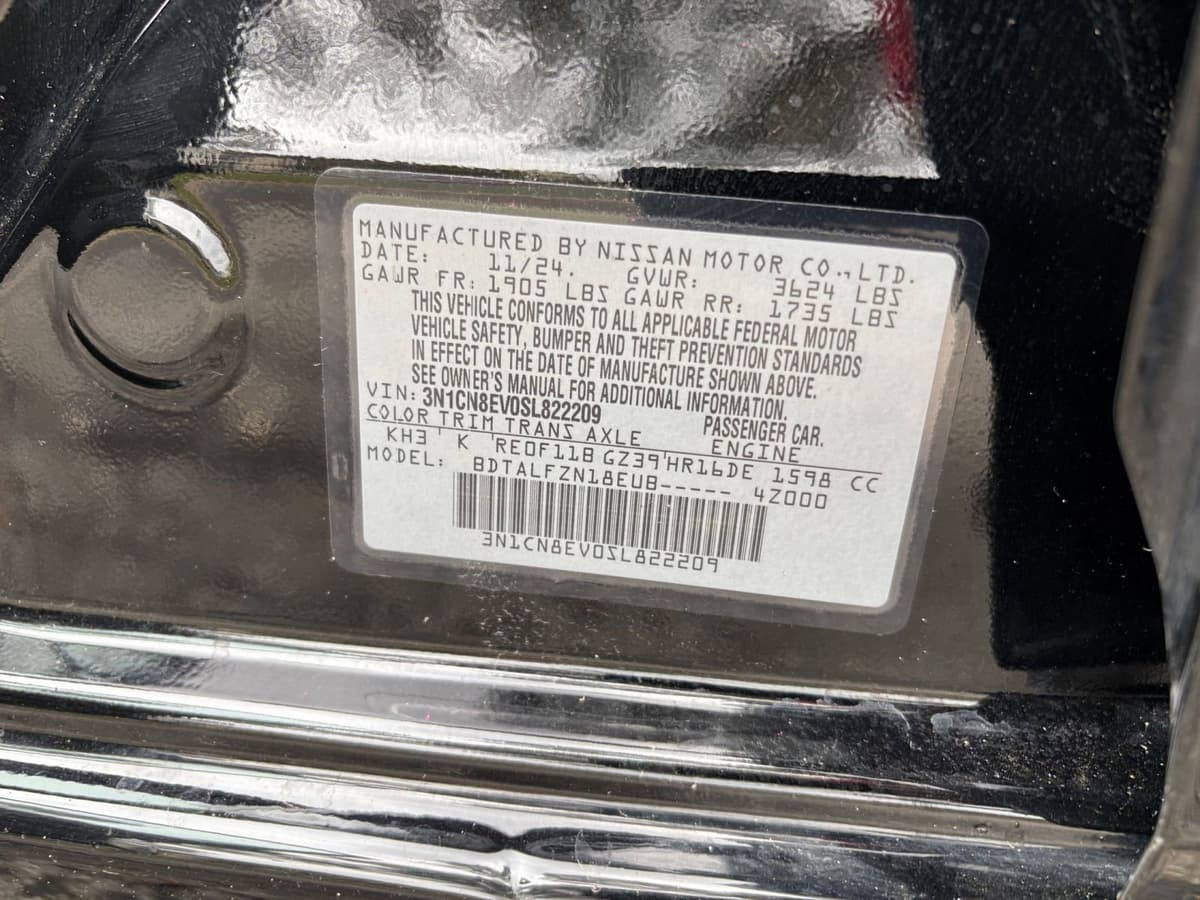 MANUFACTURED BY NISSAN MOTOR CO.,LTD.
DATE: 11/24. GVWR: 3624 LBS
GAWR FR: 1905 LBS GAWR RR: 1735 LBS
THIS VEHICLE CONFORMS TO ALL APPLICABLE FEDERAL MOTOR
VEHICLE SAFETY, BUMPER AND THEFT PREVENTION STANDARDS
IN EFFECT ON THE DATE OF MANUFACTURE SHOWN ABOVE.
SEE OWNER'S MANUAL FOR ADDITIONAL INFORMATION.
VIN: 3N1CN8EV0SL822209 PASSENGER CAR.
COLOR TRIM TRANS AXLE ENGINE
KH3 ' K ' RE0F11B GZ39 ' HR16DE 1598 CC
MODEL: BDTALFZN18EUB----- 4Z000
3N1CN8EV0SL822209